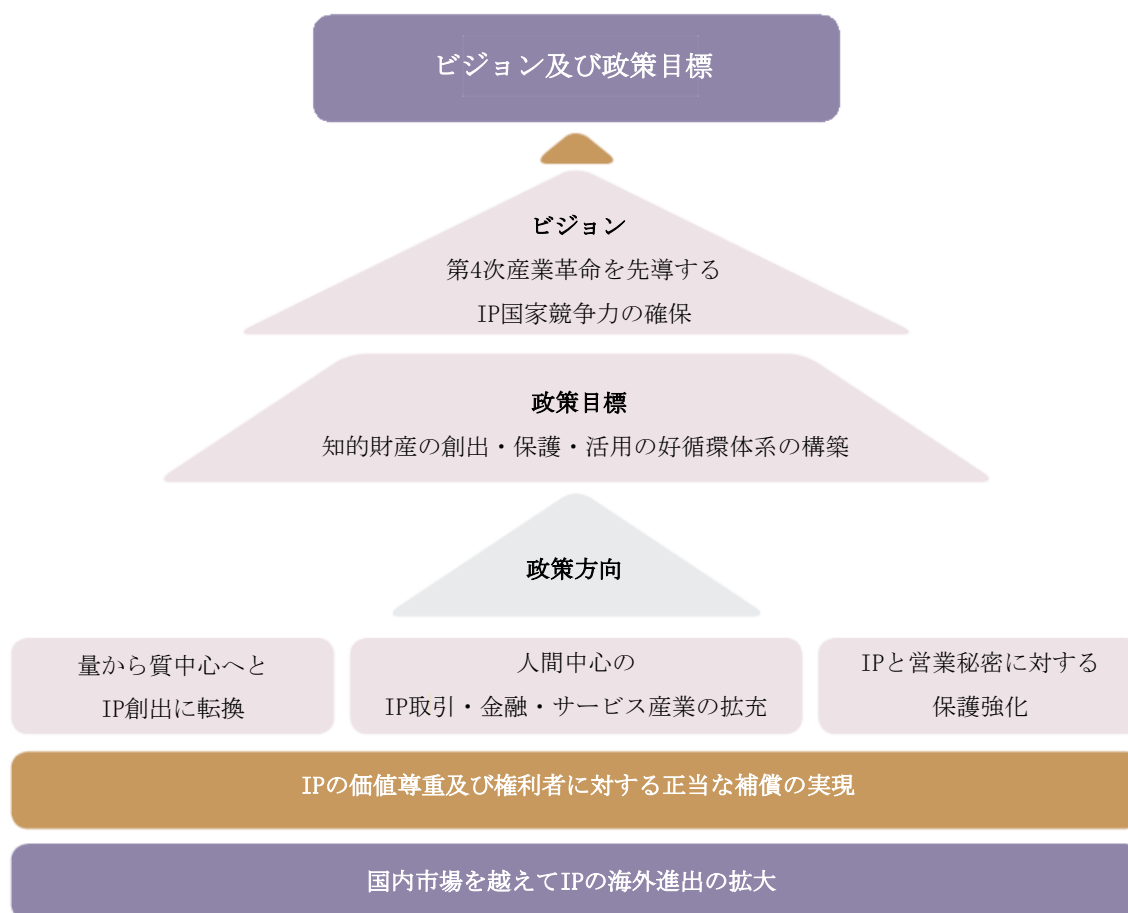 ビジョン及び政策目標
ビジョン
第4次産業革命を先導する
IP国家競争力の確保
政策目標
知的財産の創出・保護・活用の好循環体系の構築
政策方向
量から質中心へと
IP創出に転換
人間中心の
IP取引・金融・サービス産業の拡充
IPと営業秘密に対する
保護強化
IPの価値尊重及び権利者に対する正当な補償の実現
国内市場を越えてIPの海外進出の拡大